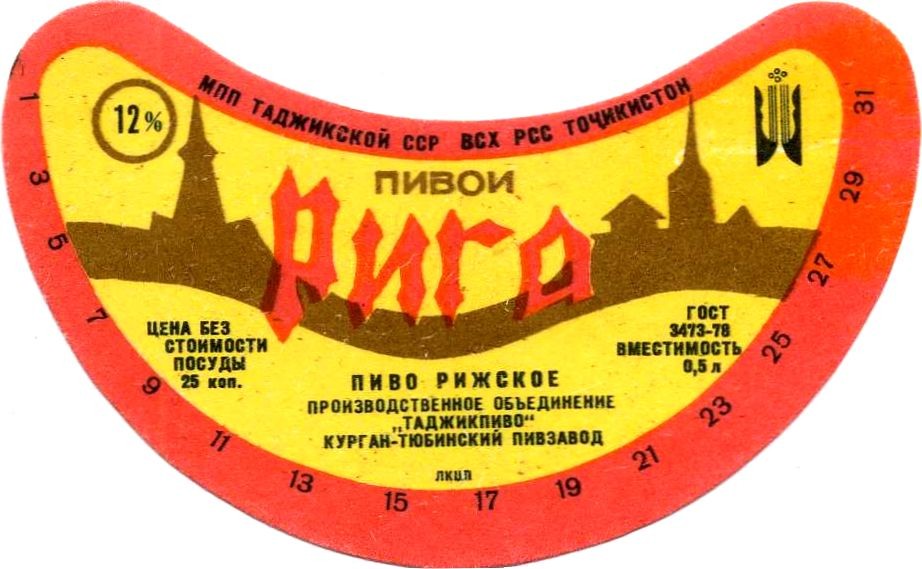 МПП ТАДЖИКСКОЙ ССР ВСХ РСС ТОҶИКИСТОН
12%
ПИВОИ
Рига
ЦЕНА БЕЗ
СТОИМОСТИ
ПОСУДЫ
25 коп.
ГОСТ
3473-78
ВМЕСТИМОСТЬ
0,5 л
ПИВО РИЖСКОЕ
ПРОИЗВОДСТВЕННОЕ ОБЪЕДИНЕНИЕ
„ТАДЖИКПИВО“
КУРГАН-ТЮБИНСКИЙ ПИВЗАВОД
ЛКЦП
1 3 5 7 9 11 13 15 17 19 21 23 25 27 29 31